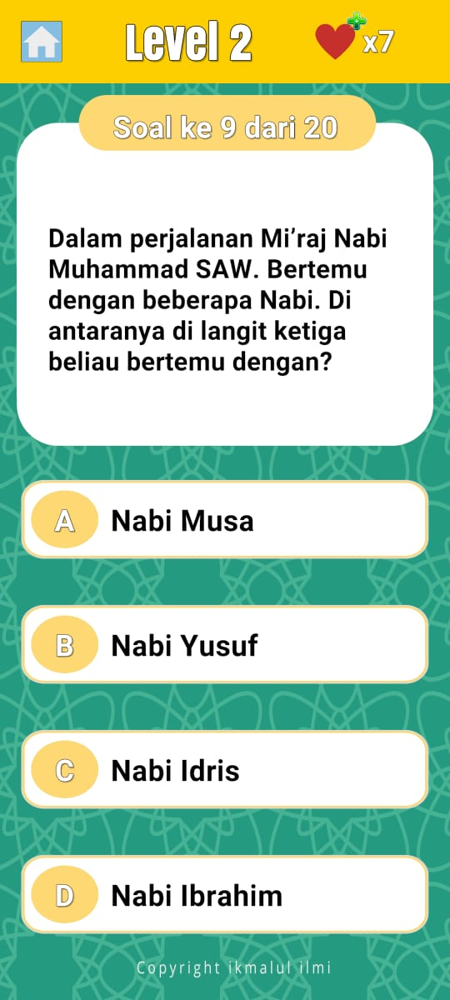 Level 2
x7
Soal ke 9 dari 20
Dalam perjalanan Mi’raj Nabi
Muhammad SAW. Bertemu
dengan beberapa Nabi. Di
antaranya di langit ketiga
beliau bertemu dengan?
A Nabi Musa
B Nabi Yusuf
C Nabi Idris
D Nabi Ibrahim
Copyright ikmalul ilmi